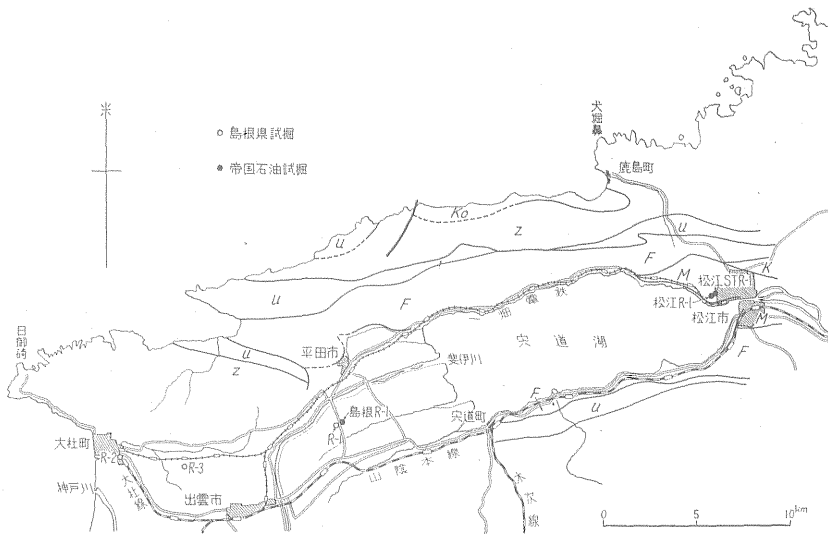 犬堀鼻
○ 島根県試掘
● 帝国石油試掘
鹿島町
Ko
u
z
u
F
K
M
松江STR-1
u
F
松江R-1
松江市
M
畑電鉄
宍道湖
日御碕
u
z
平田市
斐伊川
F
F
u
島根R-1
R-1
宍道町
大社町
R-2
R-3
山陰本線
木次線
神戸川
大社線
出雲市
0 5 10km